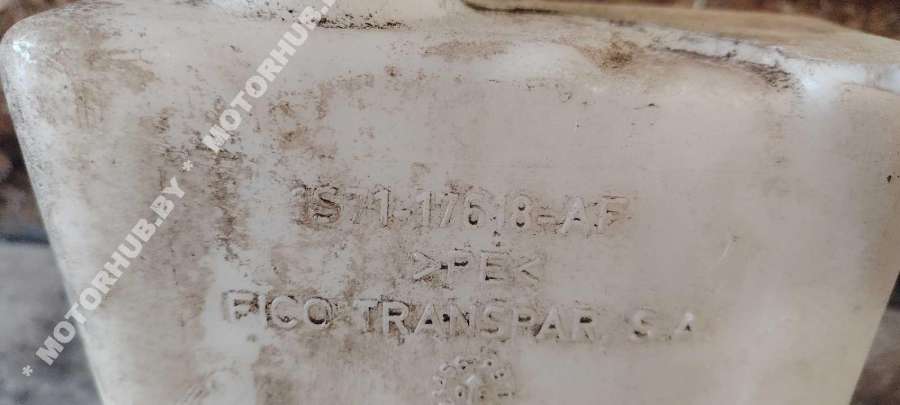 1S71-17618-AF
>PE<
FICO TRANSPAR, S.A.
* MOTORHUB.BY * MOTORHUB.BY